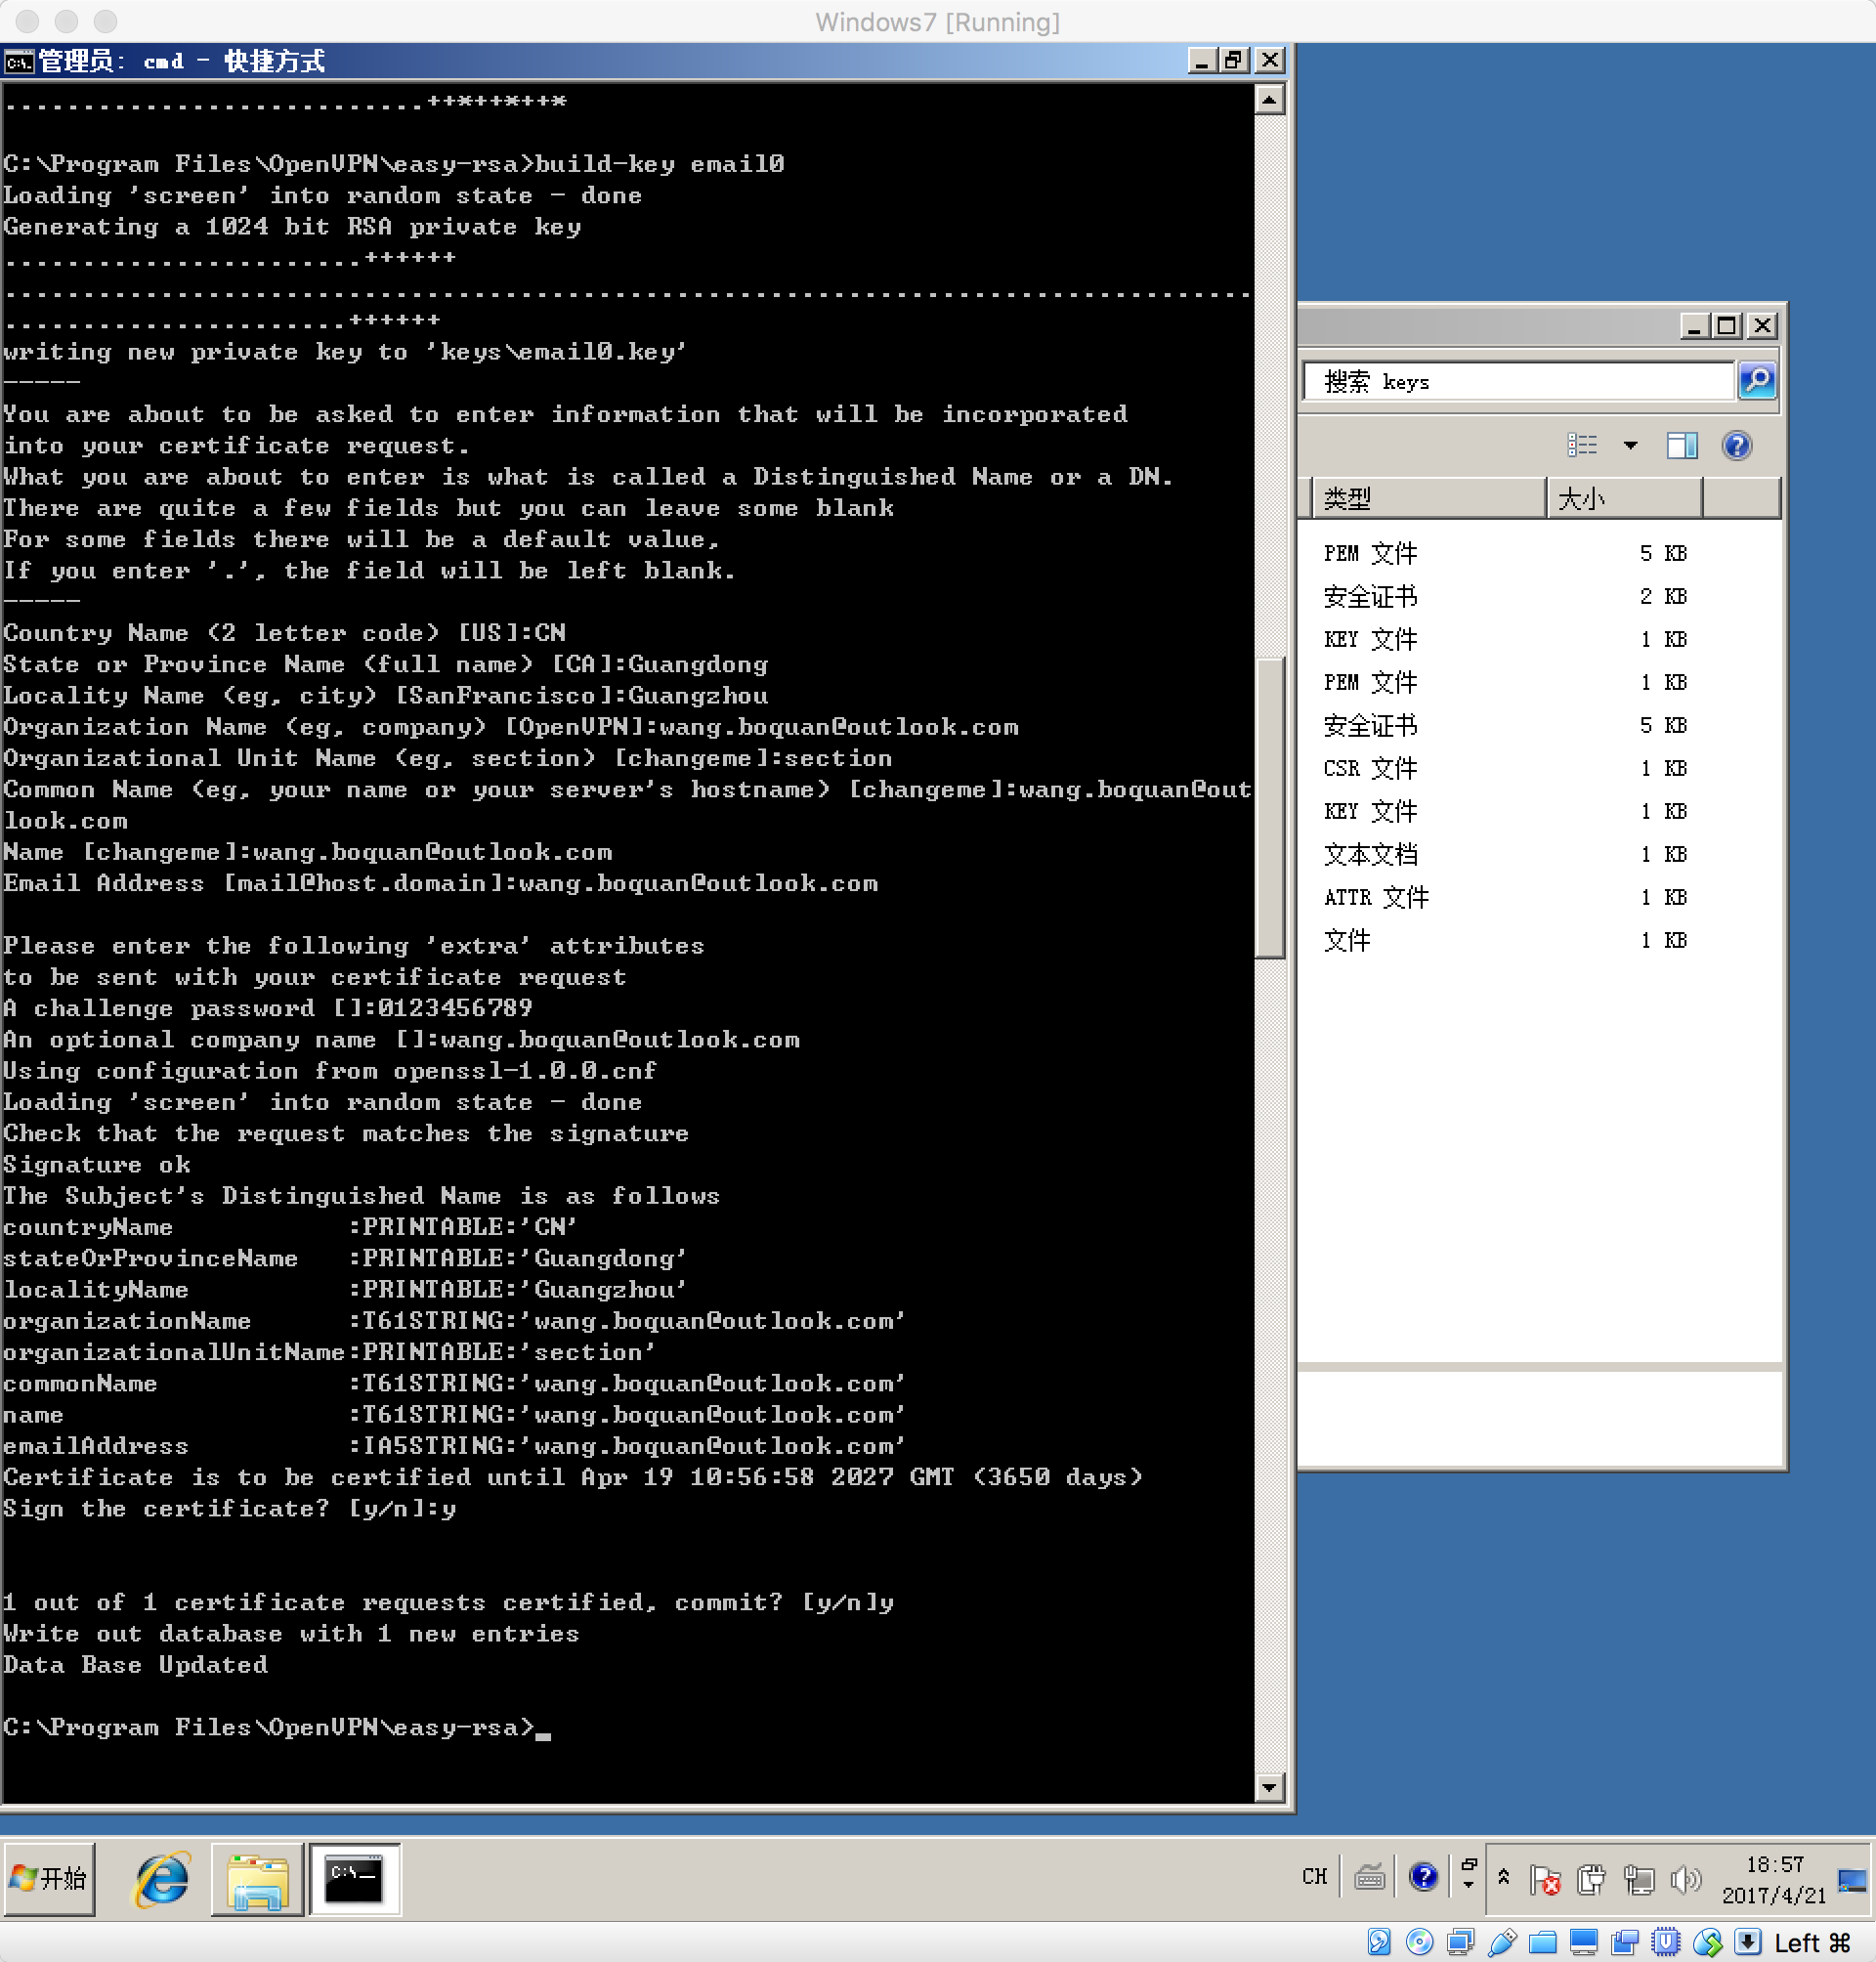 Windows7 [Running]
管理员: cmd - 快捷方式
...........................++*++*++*
C:\Program Files\OpenVPN\easy-rsa>build-key email0
Loading 'screen' into random state - done
Generating a 1024 bit RSA private key
.......................++++++
................................................................................
......................++++++
writing new private key to 'keys\email0.key'
-----
You are about to be asked to enter information that will be incorporated
into your certificate request.
What you are about to enter is what is called a Distinguished Name or a DN.
There are quite a few fields but you can leave some blank
For some fields there will be a default value,
If you enter '.', the field will be left blank.
-----
Country Name (2 letter code) [US]:CN
State or Province Name (full name) [CA]:Guangdong
Locality Name (eg, city) [SanFrancisco]:Guangzhou
Organization Name (eg, company) [OpenVPN]:wang.boquan@outlook.com
Organizational Unit Name (eg, section) [changeme]:section
Common Name (eg, your name or your server's hostname) [changeme]:wang.boquan@out
look.com
Name [changeme]:wang.boquan@outlook.com
Email Address [mail@host.domain]:wang.boquan@outlook.com
Please enter the following 'extra' attributes
to be sent with your certificate request
A challenge password []:0123456789
An optional company name []:wang.boquan@outlook.com
Using configuration from openssl-1.0.0.cnf
Loading 'screen' into random state - done
Check that the request matches the signature
Signature ok
The Subject's Distinguished Name is as follows
countryName           :PRINTABLE:'CN'
stateOrProvinceName   :PRINTABLE:'Guangdong'
localityName          :PRINTABLE:'Guangzhou'
organizationName      :T61STRING:'wang.boquan@outlook.com'
organizationalUnitName:PRINTABLE:'section'
commonName            :T61STRING:'wang.boquan@outlook.com'
name                  :T61STRING:'wang.boquan@outlook.com'
emailAddress          :IA5STRING:'wang.boquan@outlook.com'
Certificate is to be certified until Apr 19 10:56:58 2027 GMT (3650 days)
Sign the certificate? [y/n]:y
1 out of 1 certificate requests certified, commit? [y/n]y
Write out database with 1 new entries
Data Base Updated
C:\Program Files\OpenVPN\easy-rsa>
搜索 keys
类型 大小
PEM 文件 5 KB
安全证书 2 KB
KEY 文件 1 KB
PEM 文件 1 KB
安全证书 5 KB
CSR 文件 1 KB
KEY 文件 1 KB
文本文档 1 KB
ATTR 文件 1 KB
文件 1 KB
开始
CH
18:57
2017/4/21
Left ⌘